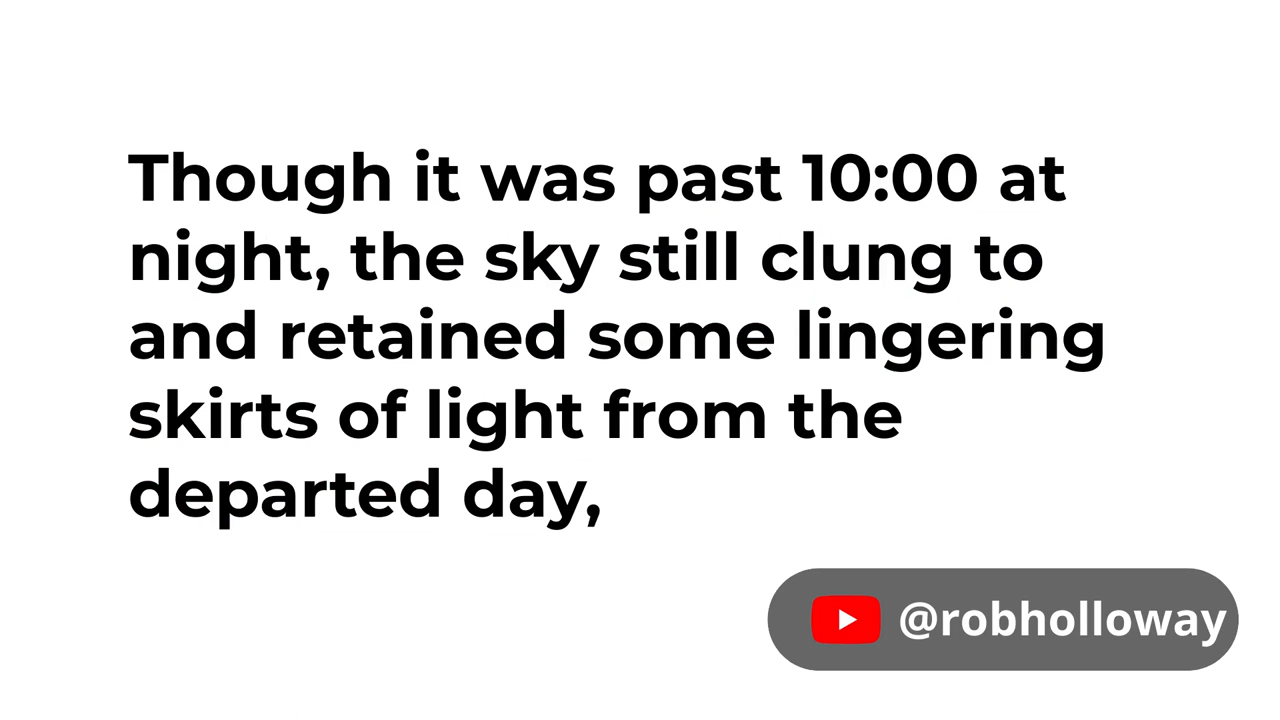 Though it was past 10:00 at
night, the sky still clung to
and retained some lingering
skirts of light from the
departed day,
@robholloway